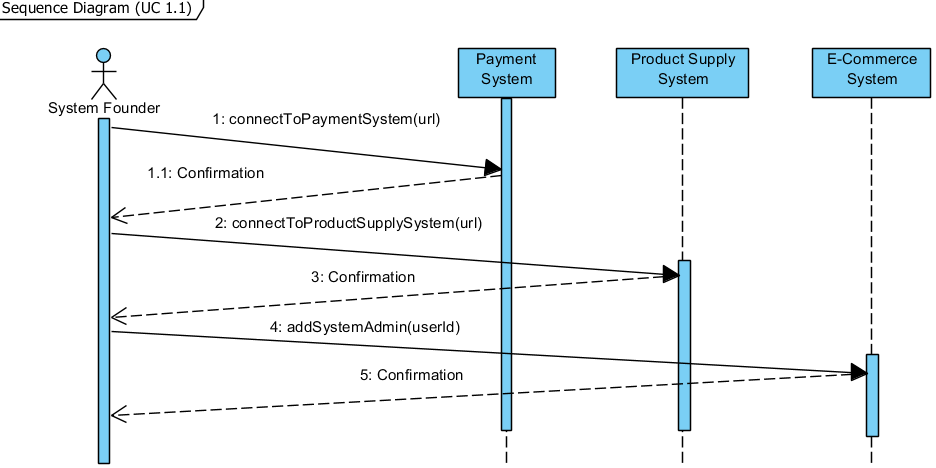 Sequence Diagram (UC 1.1)
Payment
System
Product Supply
System
E-Commerce
System
System Founder
1: connectToPaymentSystem(url)
1.1: Confirmation
2: connectToProductSupplySystem(url)
3: Confirmation
4: addSystemAdmin(userId)
5: Confirmation